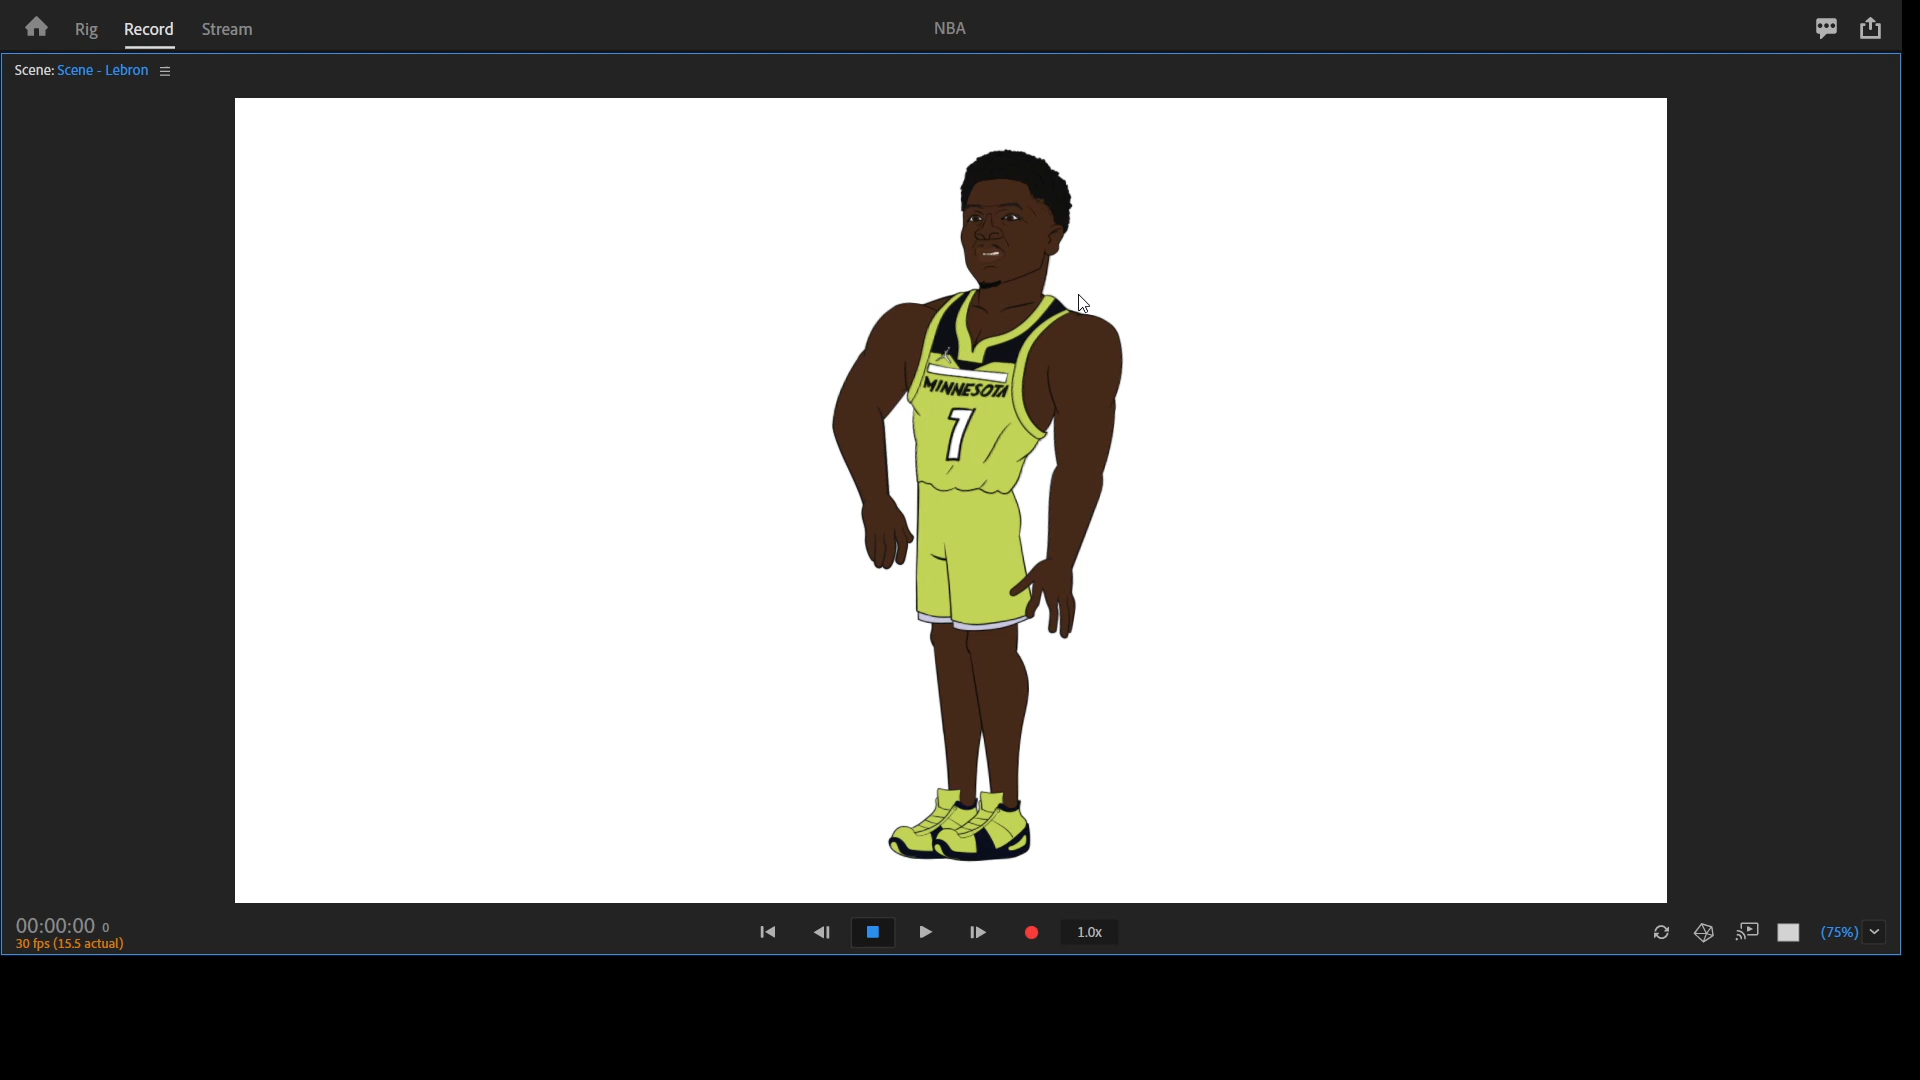 Rig Record Stream NBA
Scene: Scene - Lebron
MINNESOTA
1
00:00:00 0
30 fps (15.5 actual)
1.0x
(75%)